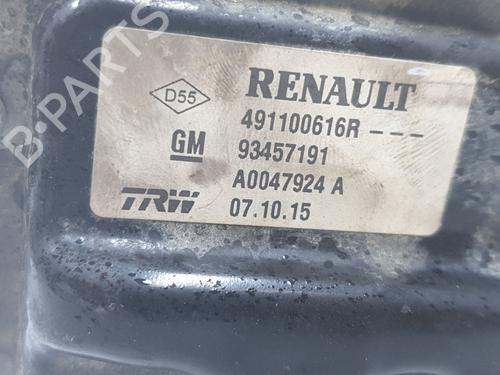 D55
RENAULT
491100616R - - -
GM
93457191
A0047924 A
TRW
07.10.15
B-PARTS